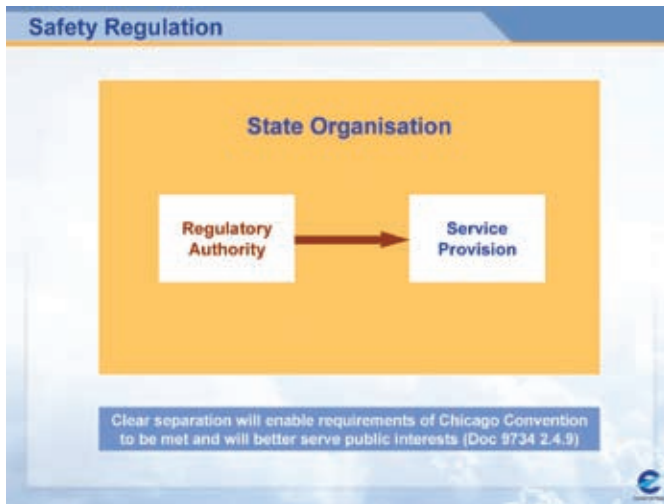 Safety Regulation
State Organisation
Regulatory
Authority
Service
Provision
Clear separation will enable requirements of Chicago Convention
to be met and will better serve public interests (Doc 9734 2.4.9)